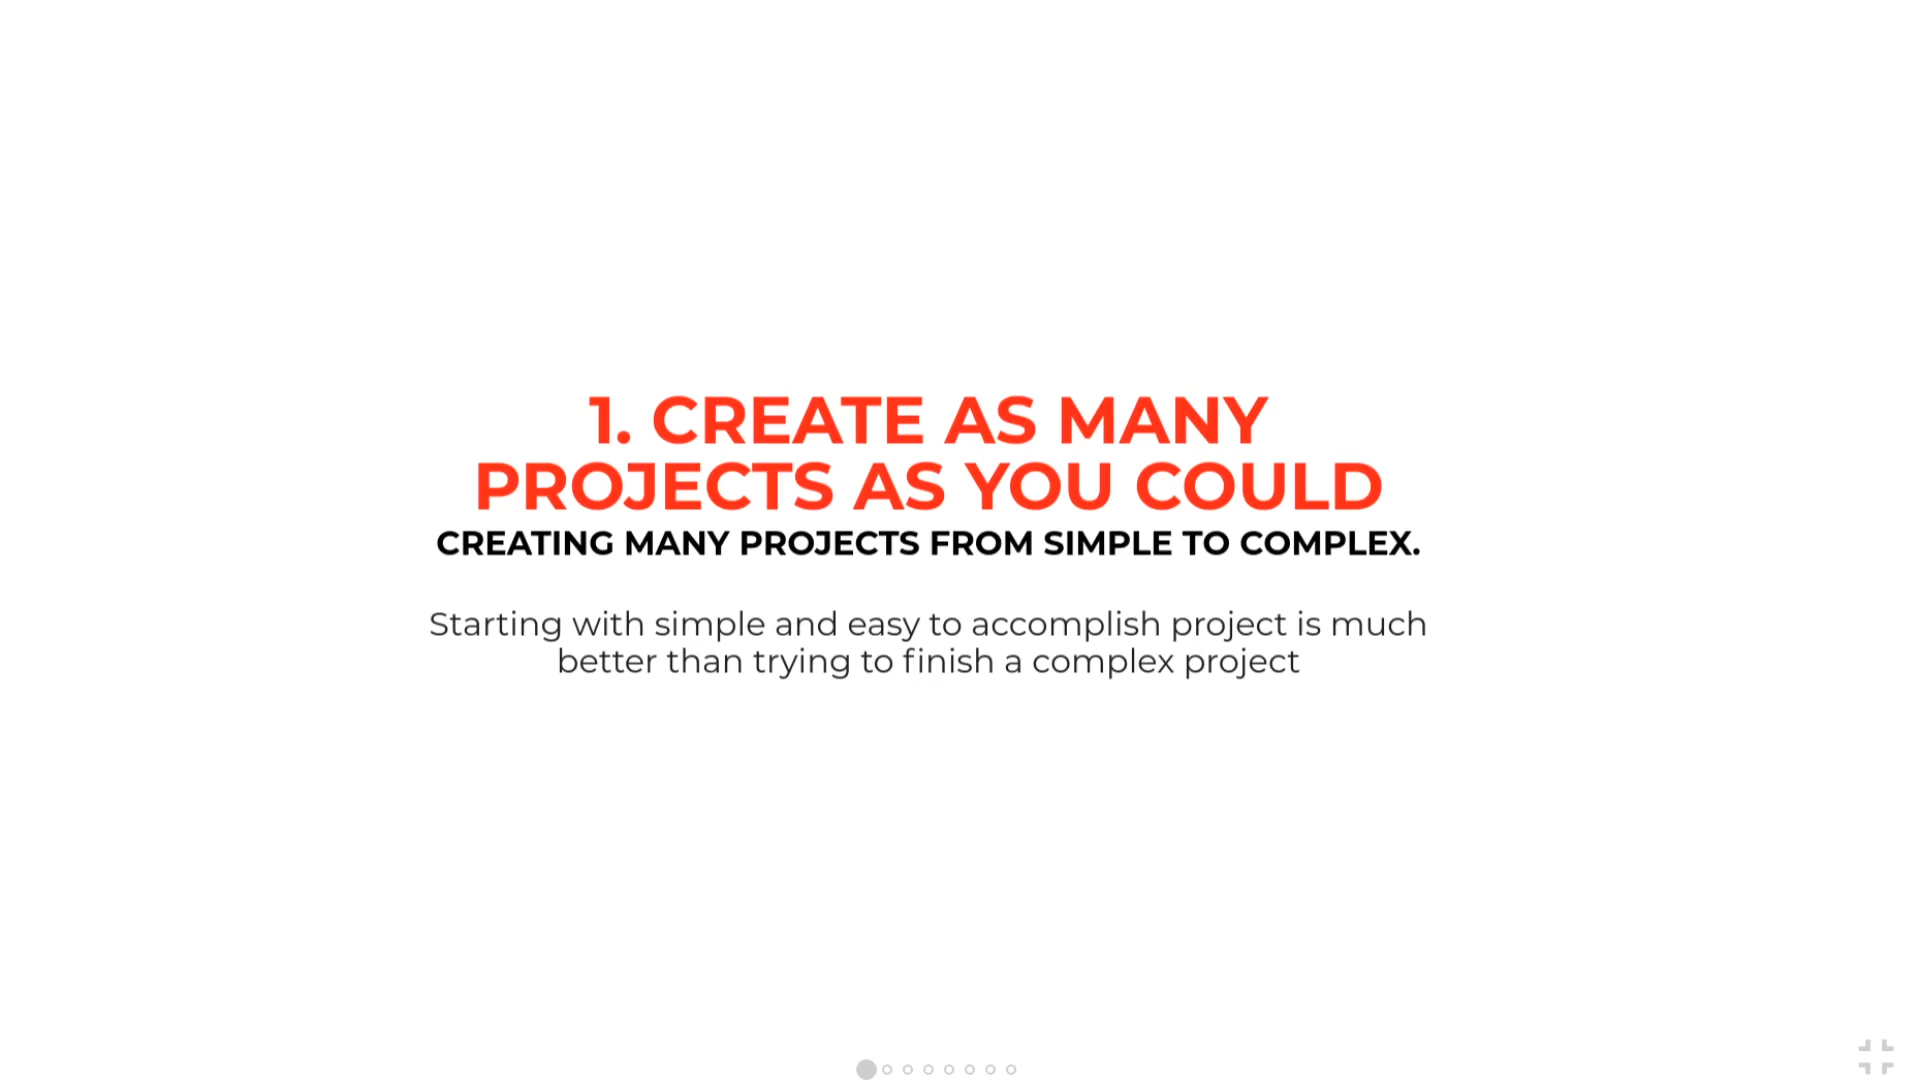 1. CREATE AS MANY
PROJECTS AS YOU COULD
CREATING MANY PROJECTS FROM SIMPLE TO COMPLEX.
Starting with simple and easy to accomplish project is much
better than trying to finish a complex project